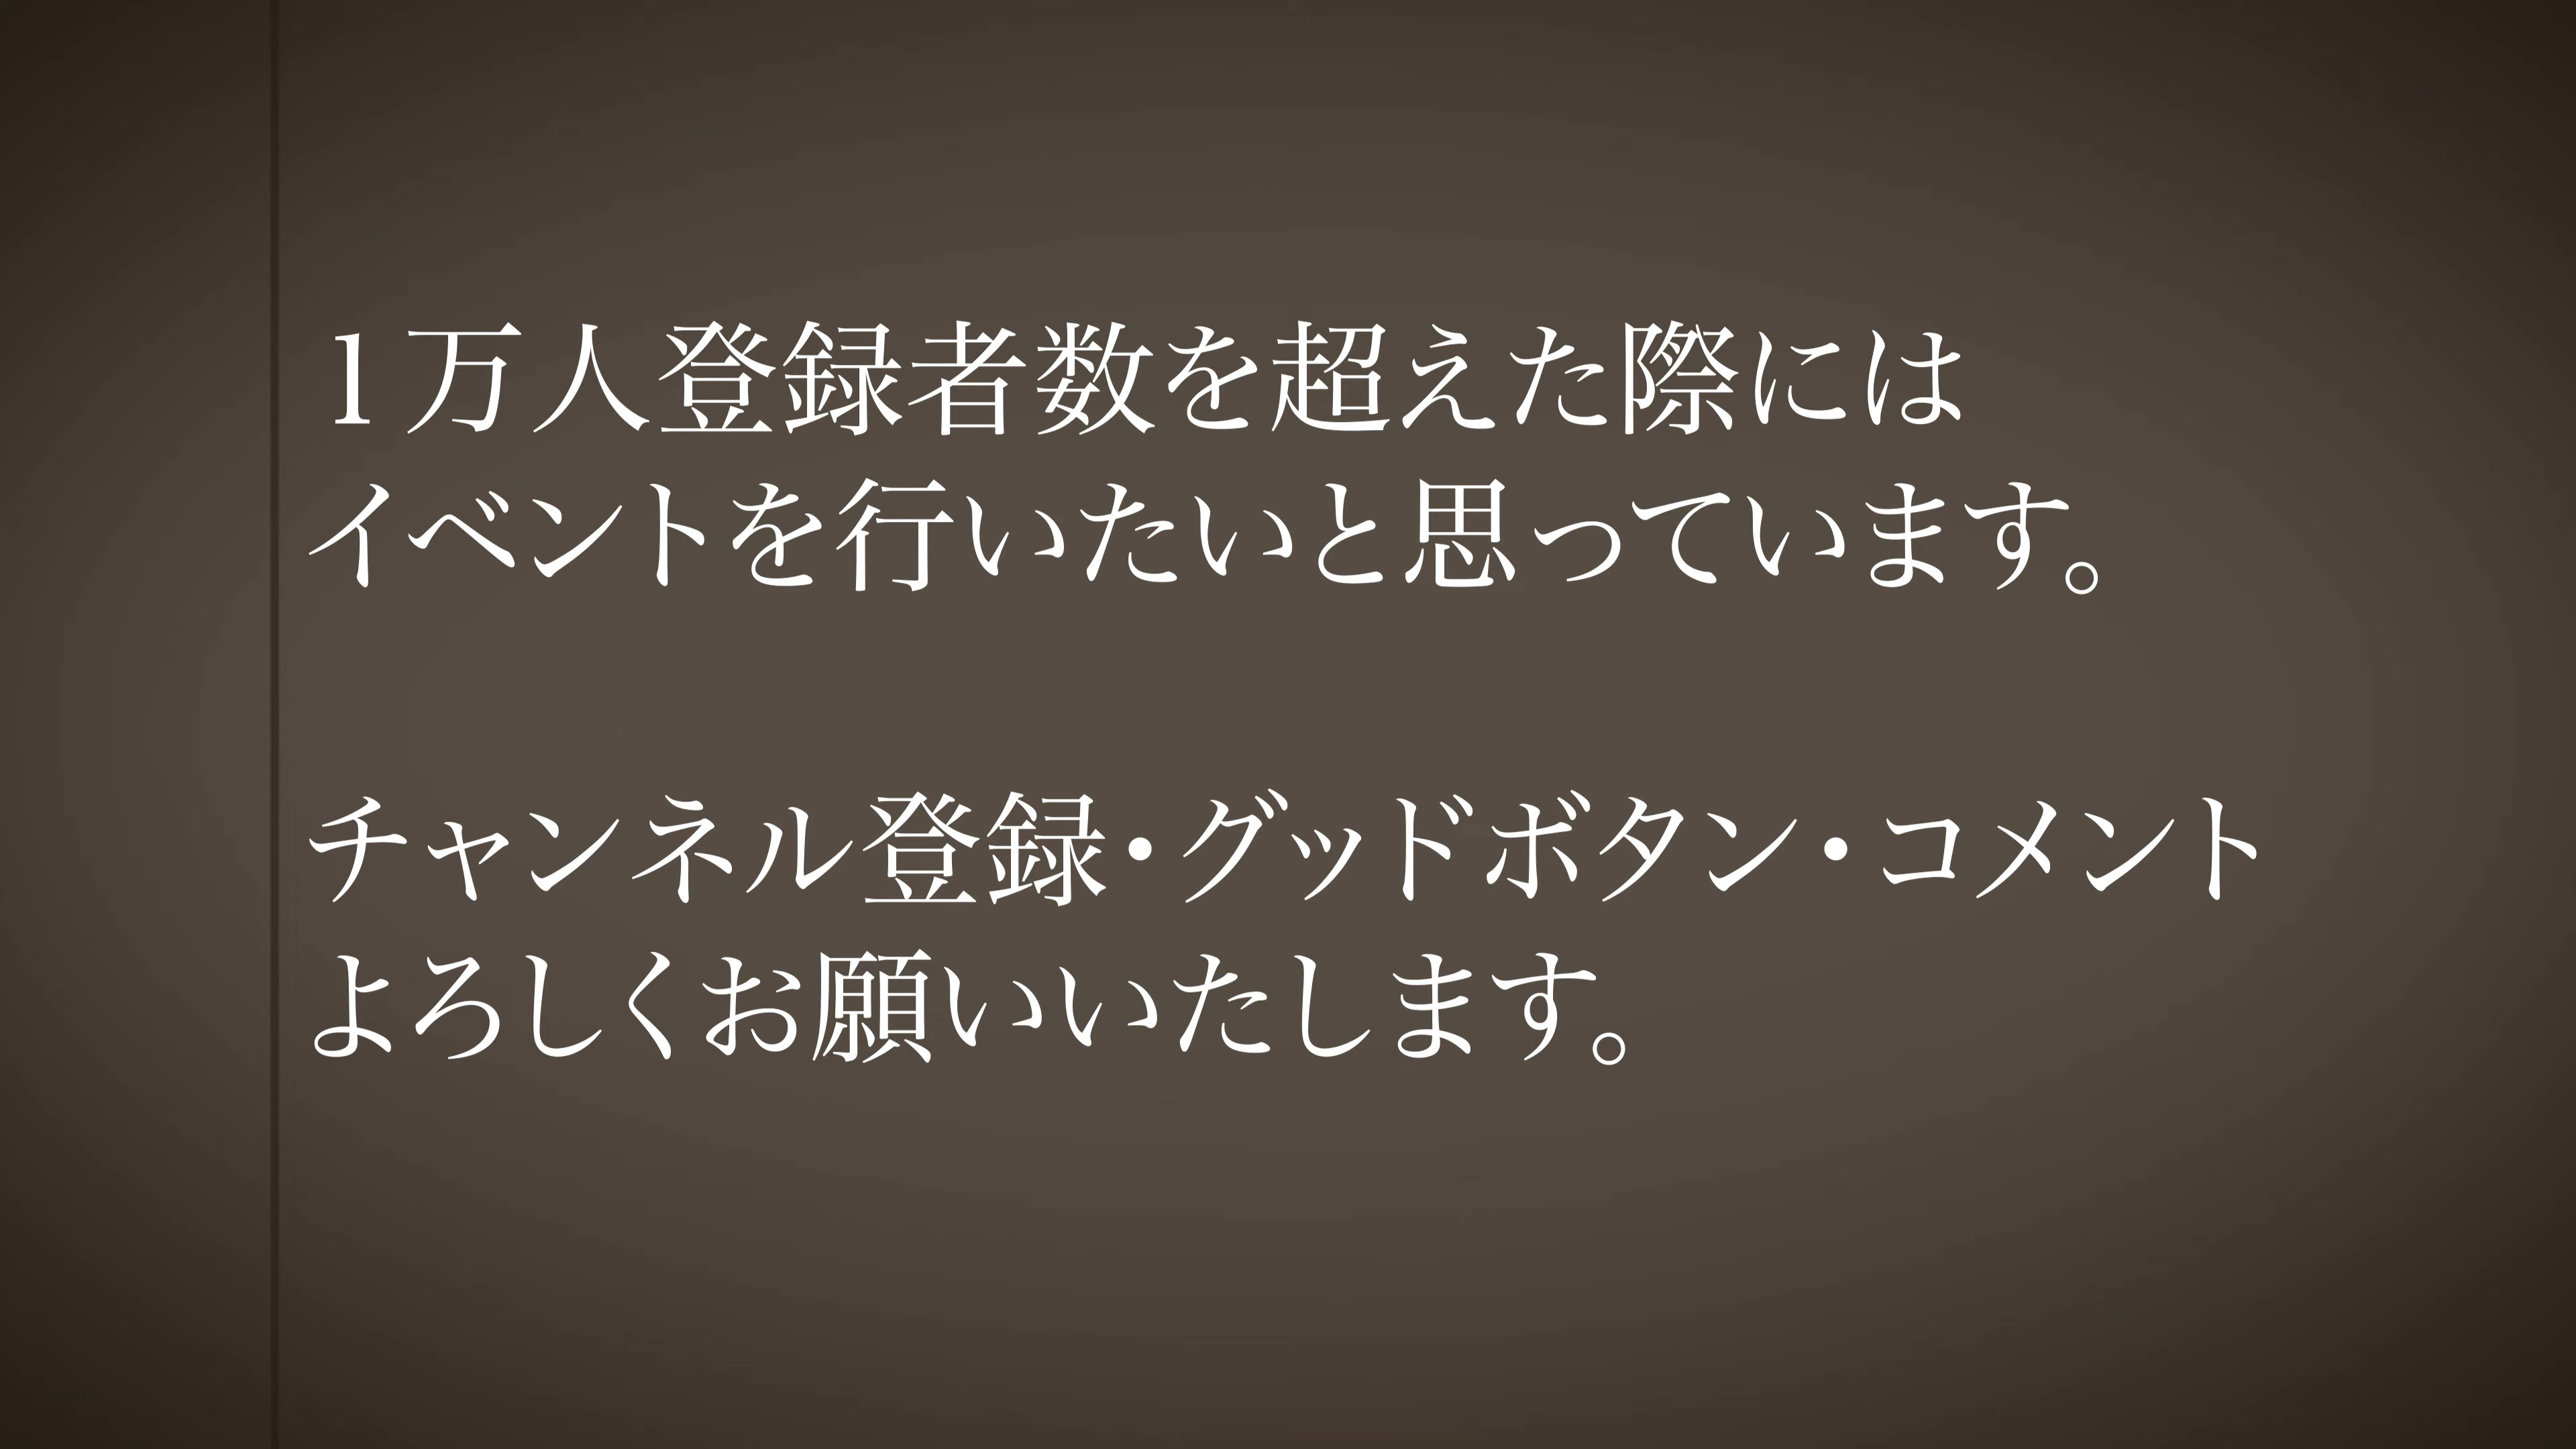 １万人登録者数を超えた際には
イベントを行いたいと思っています。
チャンネル登録・グッドボタン・コメント
よろしくお願いいたします。